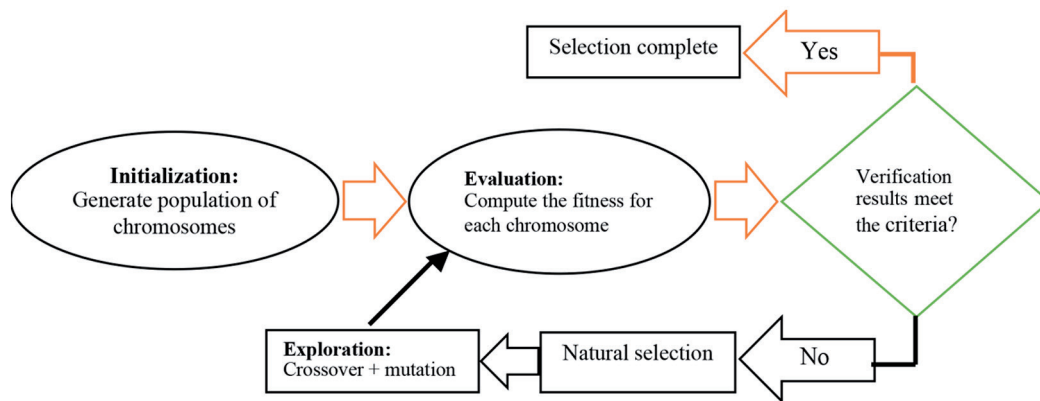 Selection complete
Yes
Initialization:
Generate population of
chromosomes
Evaluation:
Compute the fitness for
each chromosome
Verification
results meet
the criteria?
Exploration:
Crossover + mutation
Natural selection
No